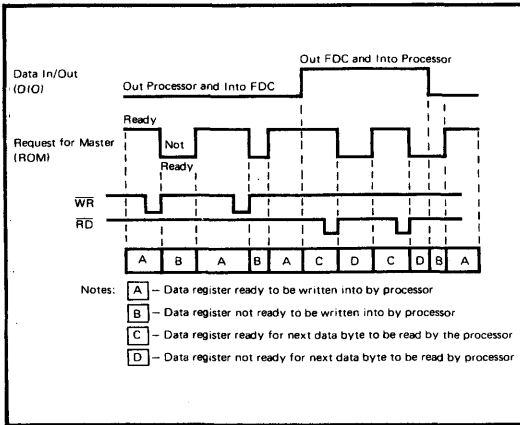 Out FDC and Into Processor
Data In/Out
(DIO)
Out Processor and Into FDC
Ready
Request for Master
(ROM)
Not
Ready
WR
RD
A B A B A C D C D B A
Notes: A – Data register ready to be written into by processor
B – Data register not ready to be written into by processor
C – Data register ready for next data byte to be read by the processor
D – Data register not ready for next data byte to be read by processor